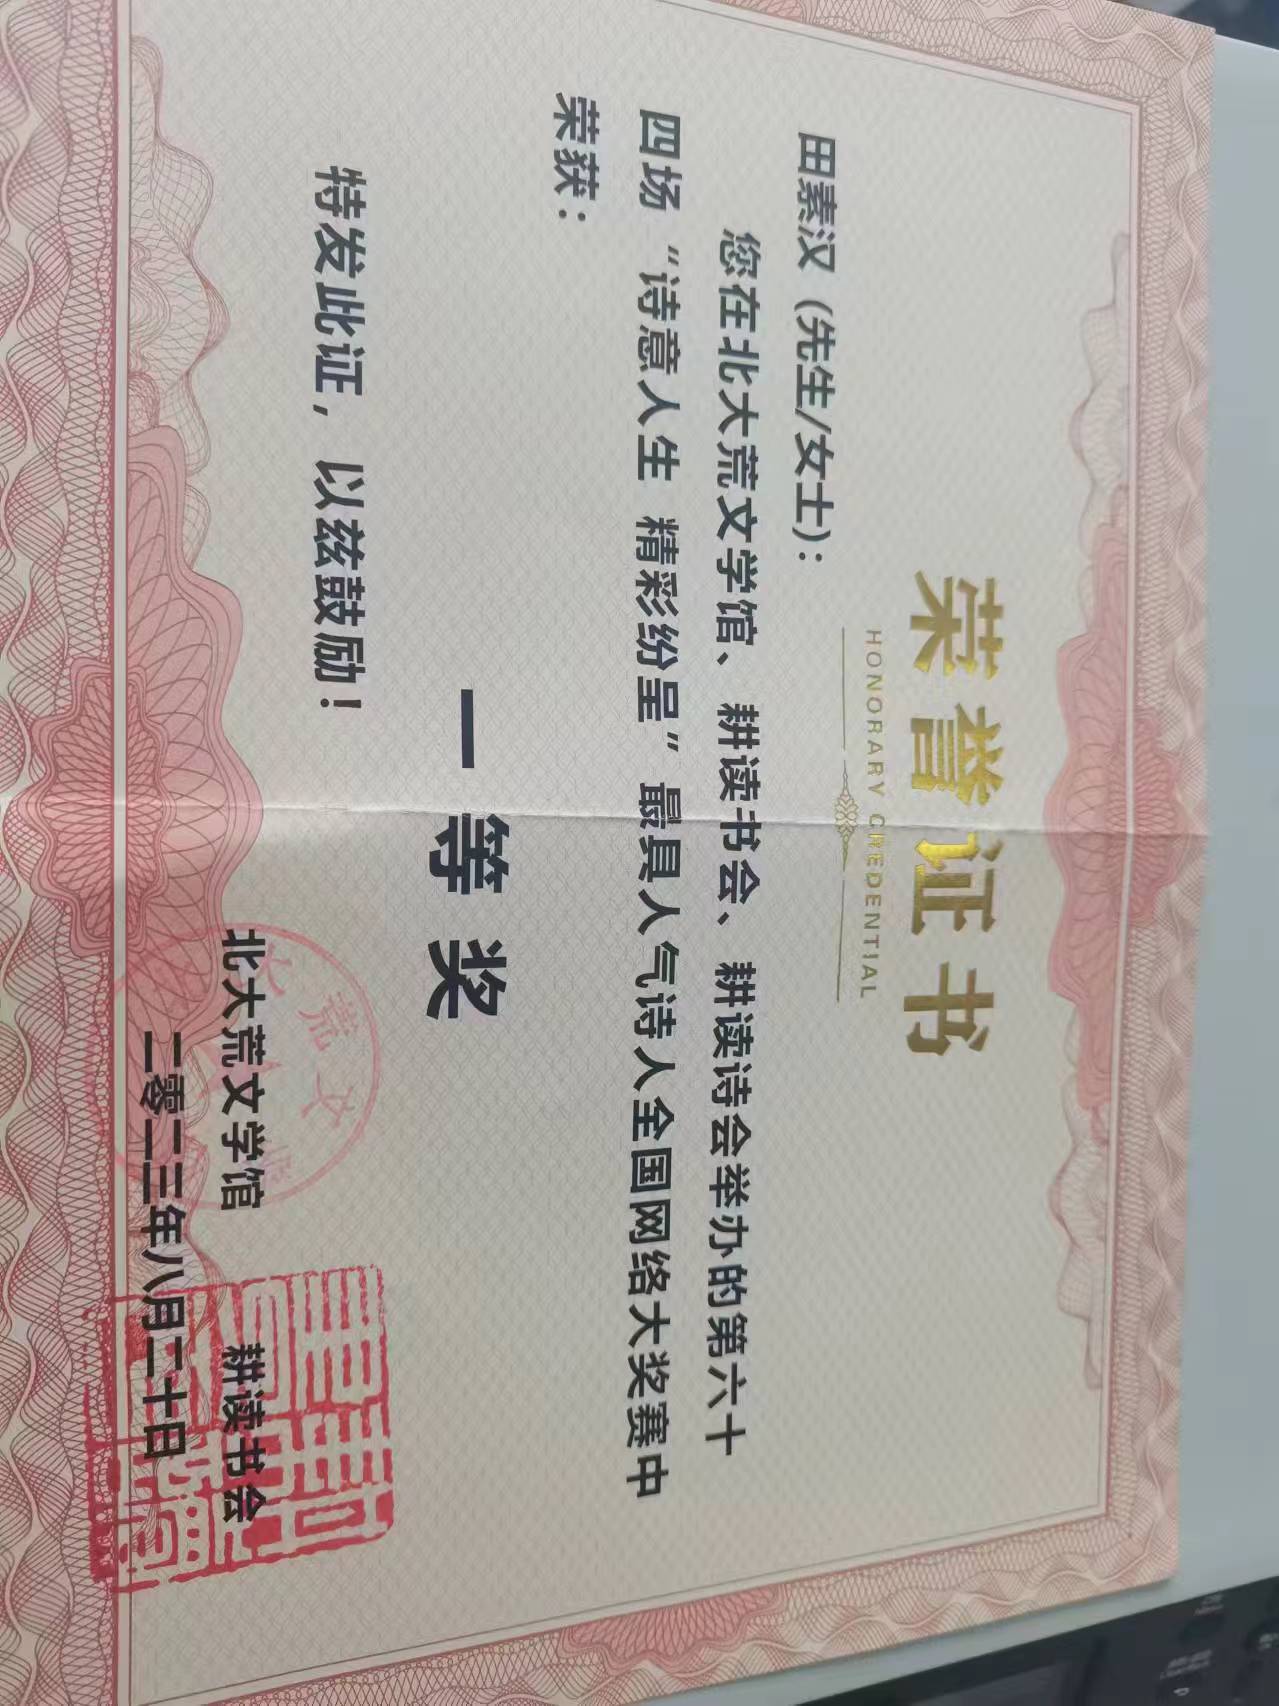 荣誉证书
HONORARY CREDENTIAL
田素汉（先生/女士）：
您在北大荒文学馆、耕读书会、耕读诗会举办的第六十
四场“诗意人生 精彩纷呈”最具人气诗人全国网络大奖赛中
荣获：
一等奖
特发此证，以兹鼓励！
北大荒文学馆 耕读书会
二零二三年八月二十日